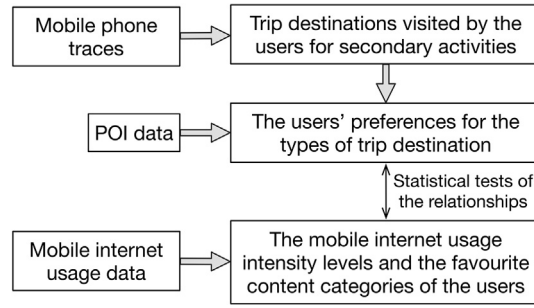 Mobile phone
traces
Trip destinations visited by the
users for secondary activities
POI data
The users’ preferences for the
types of trip destination
Statistical tests of
the relationships
Mobile internet
usage data
The mobile internet usage
intensity levels and the favourite
content categories of the users